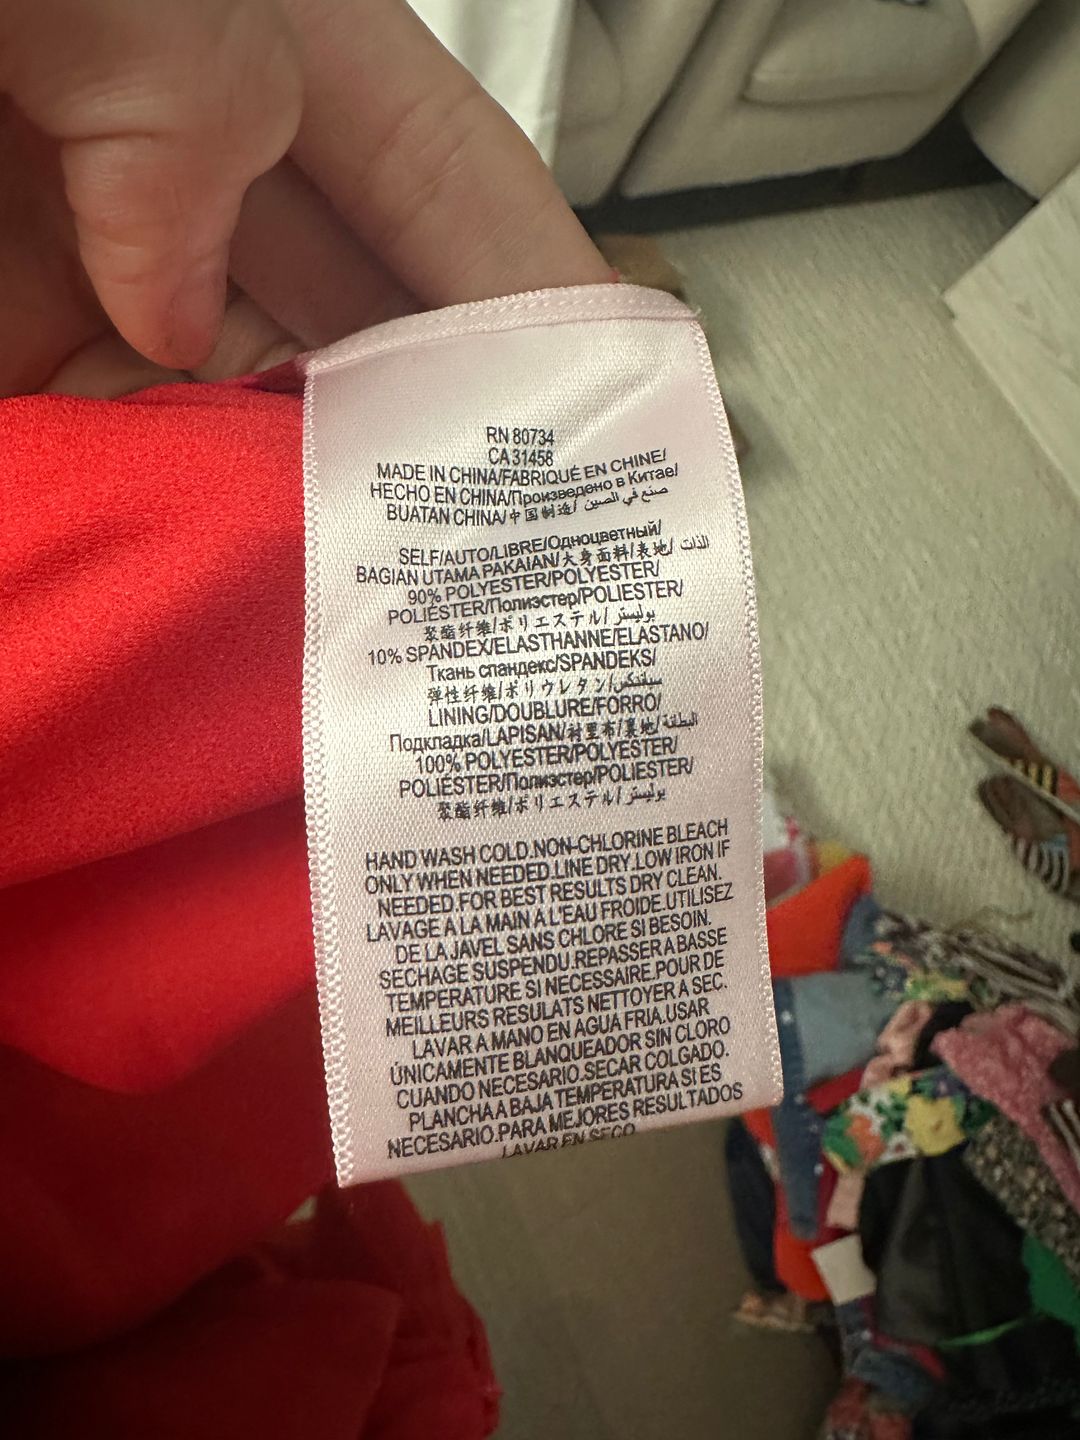 RN 80734
CA 31458
MADE IN CHINA/FABRIQUÉ EN CHINE/
HECHO EN CHINA/Произведено в Китае/
BUATAN CHINA/中国制造/ صنع في الصين
SELF/AUTO/LIBRE/Одноцветный/
BAGIAN UTAMA PAKAIAN/大身面料/表地/ الذات
90% POLYESTER/POLYESTER/
POLIÉSTER/Полиэстер/POLIESTER/
聚酯纤维/ポリエステル/ بوليستر
10% SPANDEX/ELASTHANNE/ELASTANO/
Ткань спандекс/SPANDEKS/
弹性纤维/ポリウレタン/ سباندكس
LINING/DOUBLURE/FORRO/
Подкладка/LAPISAN/衬里布/裏地/ البطانة
100% POLYESTER/POLYESTER/
POLIÉSTER/Полиэстер/POLIESTER/
聚酯纤维/ポリエステル/ بوليستر
HAND WASH COLD.NON-CHLORINE BLEACH
ONLY WHEN NEEDED.LINE DRY.LOW IRON IF
NEEDED.FOR BEST RESULTS DRY CLEAN.
LAVAGE A LA MAIN A L'EAU FROIDE.UTILISEZ
DE LA JAVEL SANS CHLORE SI BESOIN.
SECHAGE SUSPENDU.REPASSER A BASSE
TEMPERATURE SI NECESSAIRE.POUR DE
MEILLEURS RESULATS NETTOYER A SEC.
LAVAR A MANO EN AGUA FRIA.USAR
ÚNICAMENTE BLANQUEADOR SIN CLORO
CUANDO NECESARIO.SECAR COLGADO.
PLANCHA A BAJA TEMPERATURA SI ES
NECESARIO.PARA MEJORES RESULTADOS
LAVAR EN SECO